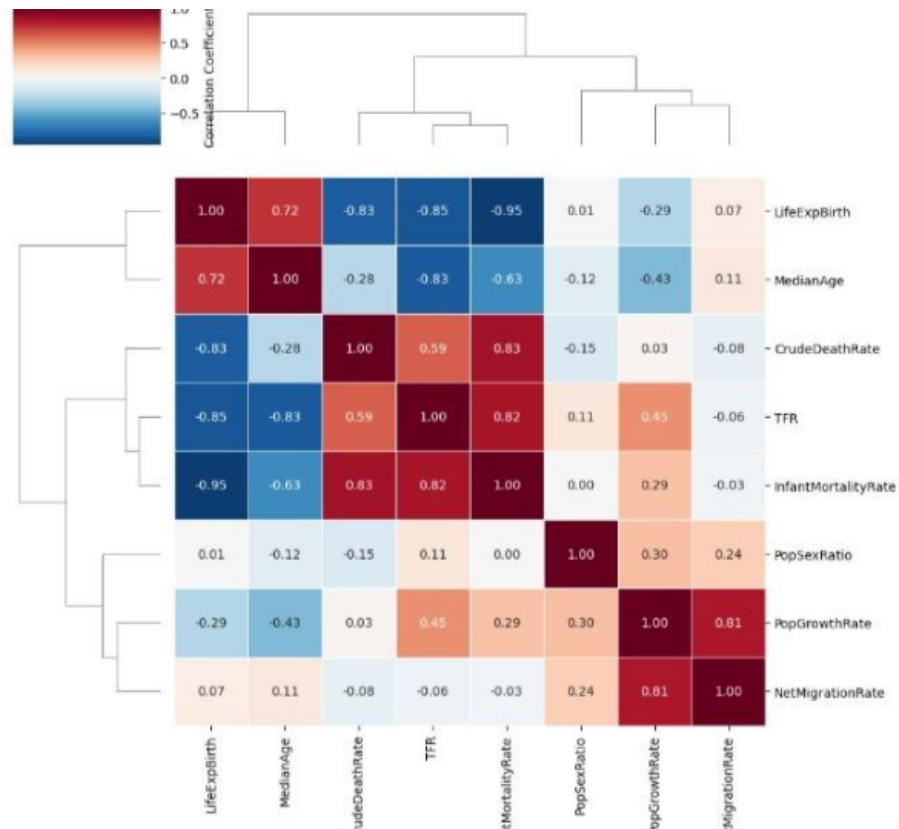 1.0
0.5
0.0
−0.5
Correlation Coefficien
1.00 0.72 -0.83 -0.85 -0.95 0.01 -0.29 0.07 LifeExpBirth
0.72 1.00 -0.28 -0.83 -0.63 -0.12 -0.43 0.11 MedianAge
-0.83 -0.28 1.00 0.59 0.83 -0.15 0.03 -0.08 CrudeDeathRate
-0.85 -0.83 0.59 1.00 0.82 0.11 0.45 -0.06 TFR
-0.95 -0.63 0.83 0.82 1.00 0.00 0.29 -0.03 InfantMortalityRate
0.01 -0.12 -0.15 0.11 0.00 1.00 0.30 0.24 PopSexRatio
-0.29 -0.43 0.03 0.45 0.29 0.30 1.00 0.81 PopGrowthRate
0.07 0.11 -0.08 -0.06 -0.03 0.24 0.81 1.00 NetMigrationRate
LifeExpBirth
MedianAge
rudeDeathRate
TFR
tMortalityRate
PopSexRatio
opGrowthRate
tMigrationRate